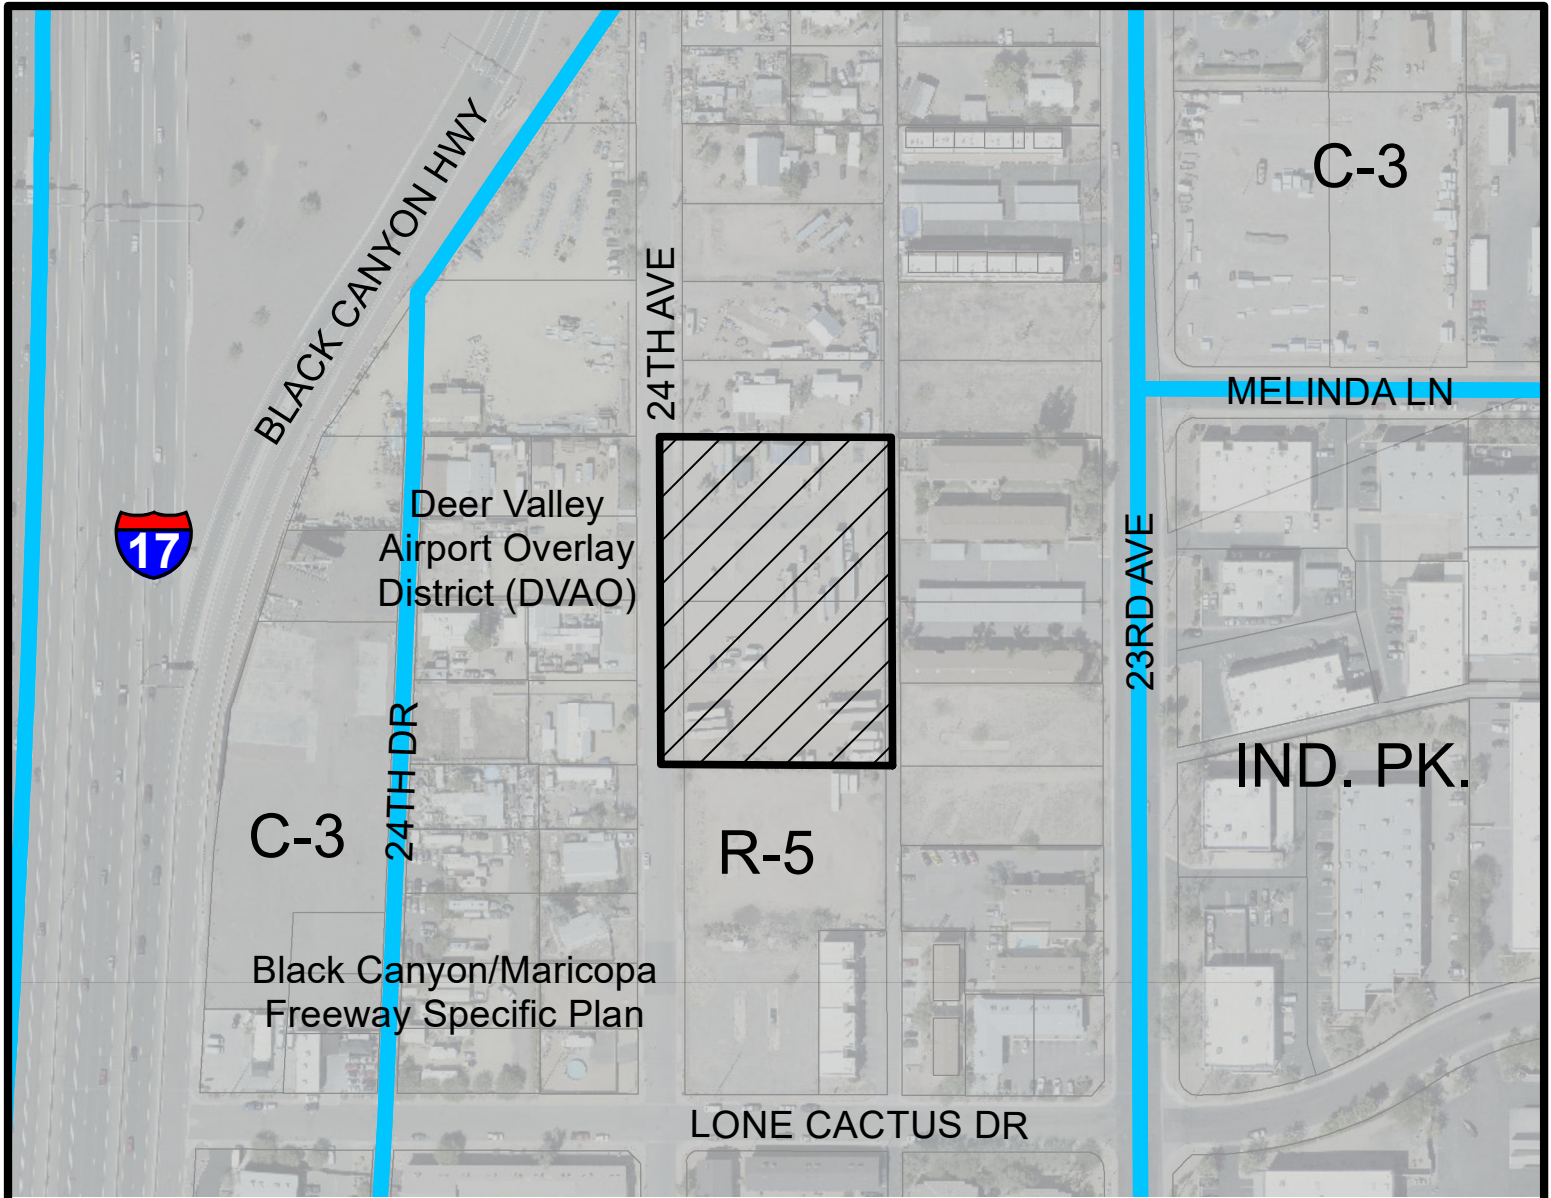 BLACK CANYON HWY
C-3
24TH AVE
MELINDA LN
Deer Valley
Airport Overlay
District (DVAO)
17
23RD AVE
24TH DR
IND. PK.
C-3
R-5
Black Canyon/Maricopa
Freeway Specific Plan
LONE CACTUS DR